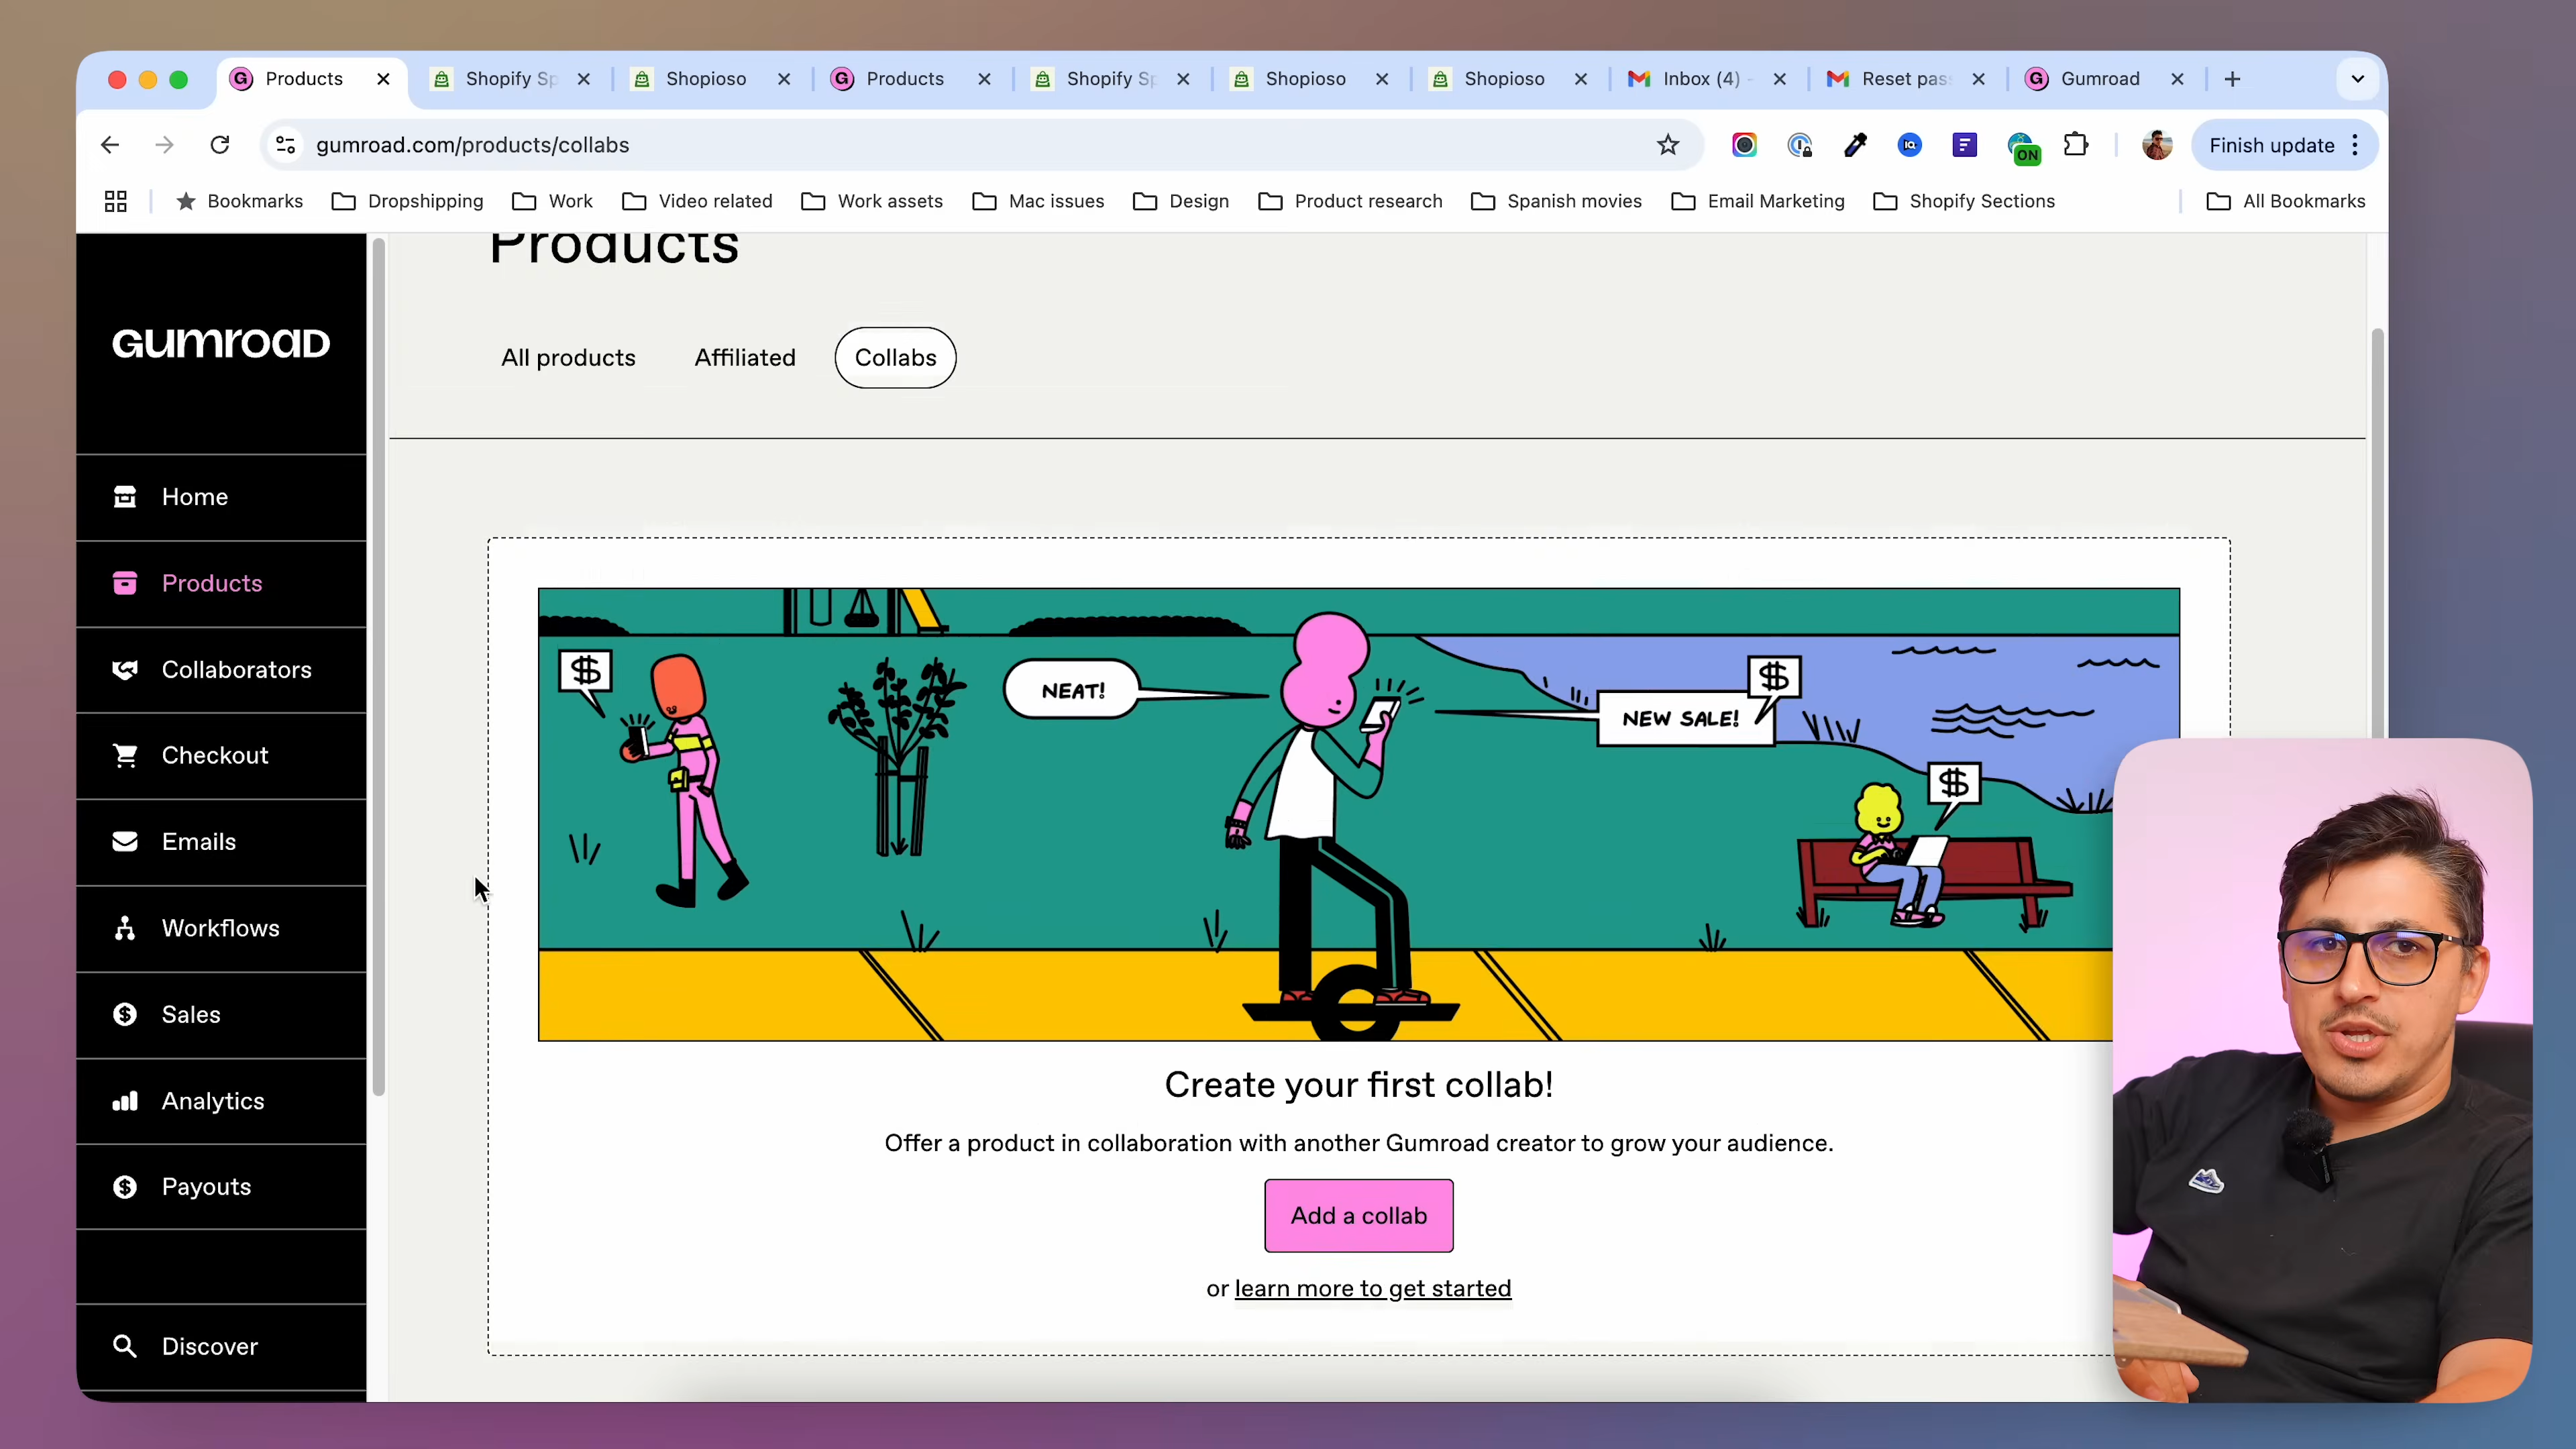 Products
Shopify Sp
Shopioso
Products
Shopify Sp
Shopioso
Shopioso
Inbox (4) -
Reset pas
Gumroad
gumroad.com/products/collabs
ON
Finish update
Bookmarks
Dropshipping
Work
Video related
Work assets
Mac issues
Design
Product research
Spanish movies
Email Marketing
Shopify Sections
All Bookmarks
GUMROAD
Home
Products
Collaborators
Checkout
Emails
Workflows
Sales
Analytics
Payouts
Discover
Products
All products
Affiliated
Collabs
$
NEAT!
NEW SALE!
$
$
Create your first collab!
Offer a product in collaboration with another Gumroad creator to grow your audience.
Add a collab
or learn more to get started